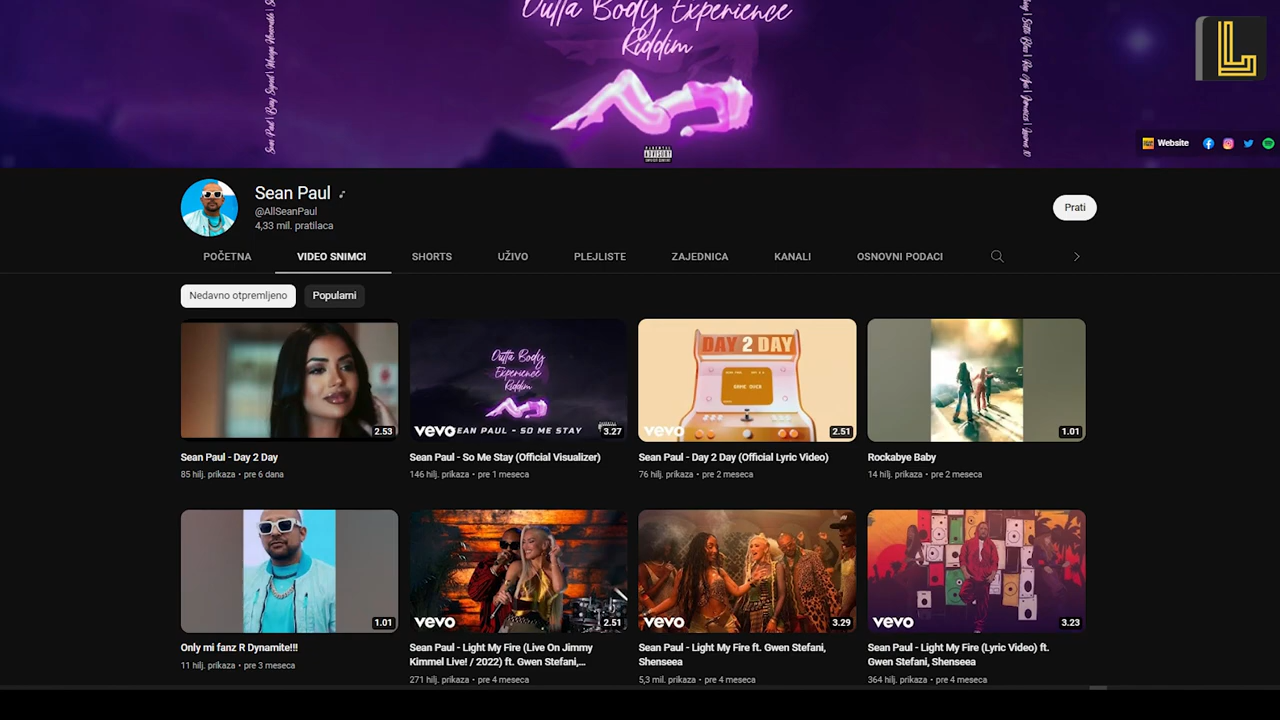 Outta Body Experience
Riddim
Website
Sean Paul
@AllSeanPaul
4,33 mil. pratilaca
Prati
POČETNA VIDEO SNIMCI SHORTS UŽIVO PLEJLISTE ZAJEDNICA KANALI OSNOVNI PODACI
Nedavno otpremljeno Popularni
2.53
Outta Body
Experience
Riddim
vevo SEAN PAUL - SO ME STAY
3.27
DAY 2 DAY
GAME OVER
vevo
2.51
1.01
Sean Paul - Day 2 Day
85 hilj. prikaza • pre 6 dana
Sean Paul - So Me Stay (Official Visualizer)
146 hilj. prikaza • pre 1 meseca
Sean Paul - Day 2 Day (Official Lyric Video)
76 hilj. prikaza • pre 2 meseca
Rockabye Baby
14 hilj. prikaza • pre 2 meseca
1.01
vevo 2.51
vevo 3.29
vevo 3.23
Only mi fanz R Dynamite!!!
11 hilj. prikaza • pre 3 meseca
Sean Paul - Light My Fire (Live On Jimmy
Kimmel Live! / 2022) ft. Gwen Stefani,...
271 hilj. prikaza • pre 4 meseca
Sean Paul - Light My Fire ft. Gwen Stefani,
Shenseea
5,3 mil. prikaza • pre 4 meseca
Sean Paul - Light My Fire (Lyric Video) ft.
Gwen Stefani, Shenseea
364 hilj. prikaza • pre 4 meseca